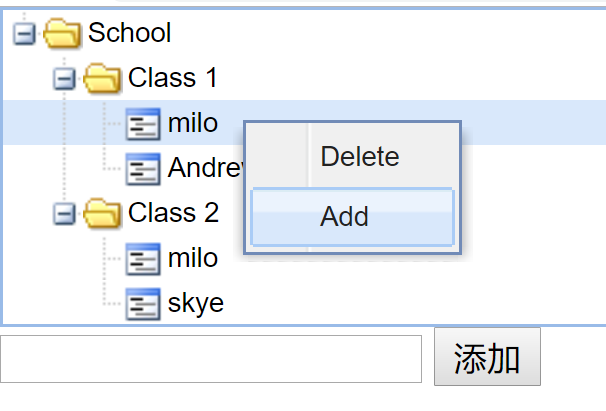 School
Class 1
milo
Andrew
Delete
Add
Class 2
milo
skye
添加